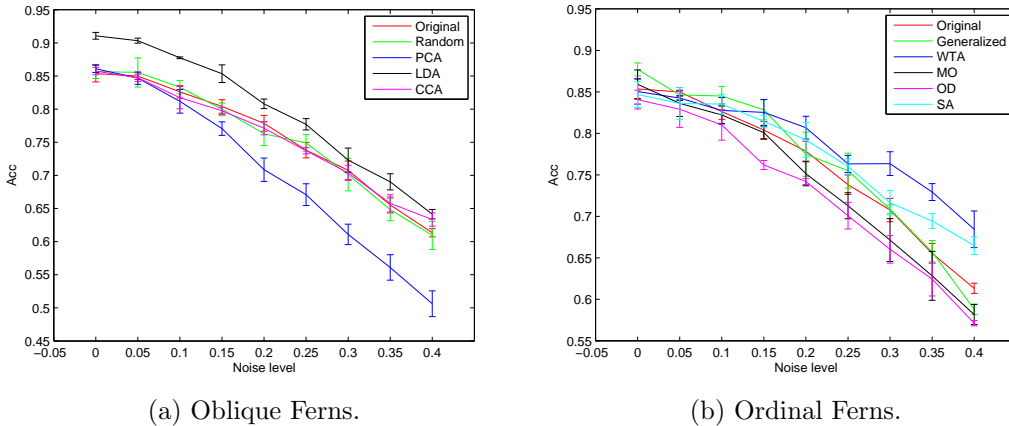 0.95
0.9
0.85
0.8
0.75
0.7
0.65
0.6
0.55
0.5
0.45
Acc
−0.05 0 0.05 0.1 0.15 0.2 0.25 0.3 0.35 0.4
Noise level
Original
Random
PCA
LDA
CCA
(a) Oblique Ferns.
0.95
0.9
0.85
0.8
0.75
0.7
0.65
0.6
0.55
Acc
−0.05 0 0.05 0.1 0.15 0.2 0.25 0.3 0.35 0.4
Noise level
Original
Generalized
WTA
MO
OD
SA
(b) Ordinal Ferns.